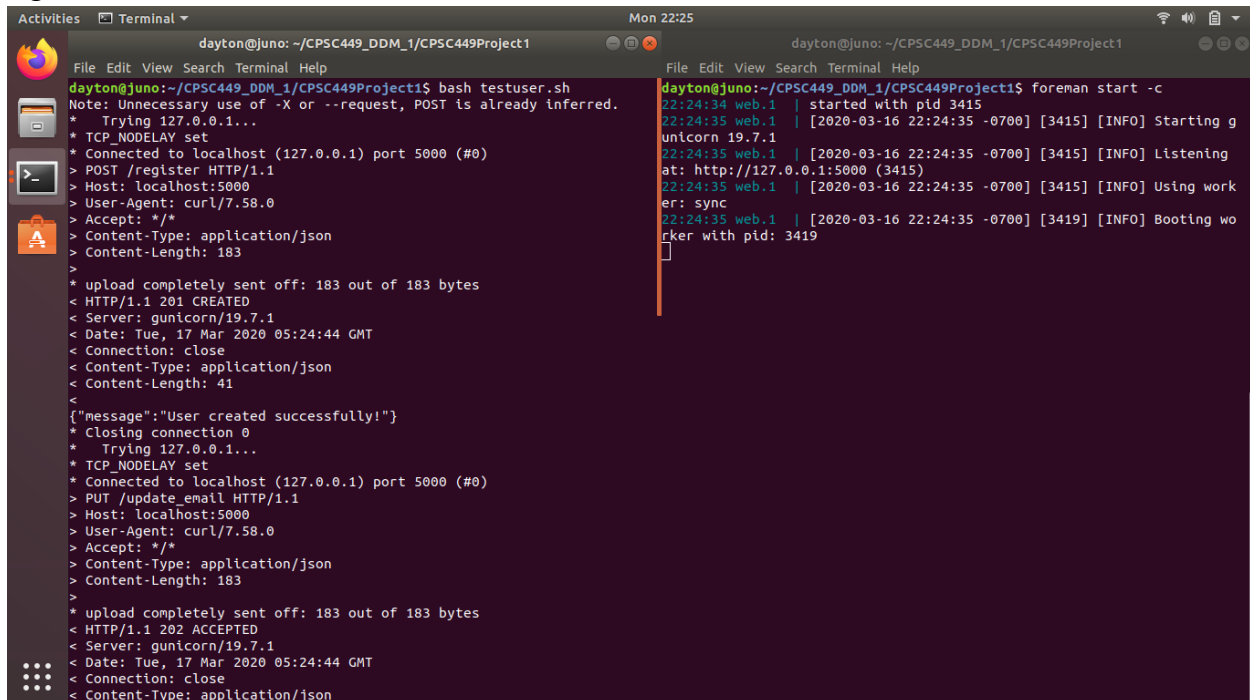 Activities Terminal Mon 22:25
dayton@juno: ~/CPSC449_DDM_1/CPSC449Project1
File Edit View Search Terminal Help
dayton@juno:~/CPSC449_DDM_1/CPSC449Project1$ bash testuser.sh
Note: Unnecessary use of -X or --request, POST is already inferred.
*   Trying 127.0.0.1...
* TCP_NODELAY set
* Connected to localhost (127.0.0.1) port 5000 (#0)
> POST /register HTTP/1.1
> Host: localhost:5000
> User-Agent: curl/7.58.0
> Accept: */*
> Content-Type: application/json
> Content-Length: 183
>
* upload completely sent off: 183 out of 183 bytes
< HTTP/1.1 201 CREATED
< Server: gunicorn/19.7.1
< Date: Tue, 17 Mar 2020 05:24:44 GMT
< Connection: close
< Content-Type: application/json
< Content-Length: 41
<
{"message":"User created successfully!"}
* Closing connection 0
*   Trying 127.0.0.1...
* TCP_NODELAY set
* Connected to localhost (127.0.0.1) port 5000 (#0)
> PUT /update_email HTTP/1.1
> Host: localhost:5000
> User-Agent: curl/7.58.0
> Accept: */*
> Content-Type: application/json
> Content-Length: 183
>
* upload completely sent off: 183 out of 183 bytes
< HTTP/1.1 202 ACCEPTED
< Server: gunicorn/19.7.1
< Date: Tue, 17 Mar 2020 05:24:44 GMT
< Connection: close
< Content-Type: application/json
dayton@juno: ~/CPSC449_DDM_1/CPSC449Project1
File Edit View Search Terminal Help
dayton@juno:~/CPSC449_DDM_1/CPSC449Project1$ foreman start -c
22:24:34 web.1  | started with pid 3415
22:24:35 web.1  | [2020-03-16 22:24:35 -0700] [3415] [INFO] Starting g
unicorn 19.7.1
22:24:35 web.1  | [2020-03-16 22:24:35 -0700] [3415] [INFO] Listening
at: http://127.0.0.1:5000 (3415)
22:24:35 web.1  | [2020-03-16 22:24:35 -0700] [3415] [INFO] Using work
er: sync
22:24:35 web.1  | [2020-03-16 22:24:35 -0700] [3419] [INFO] Booting wo
rker with pid: 3419